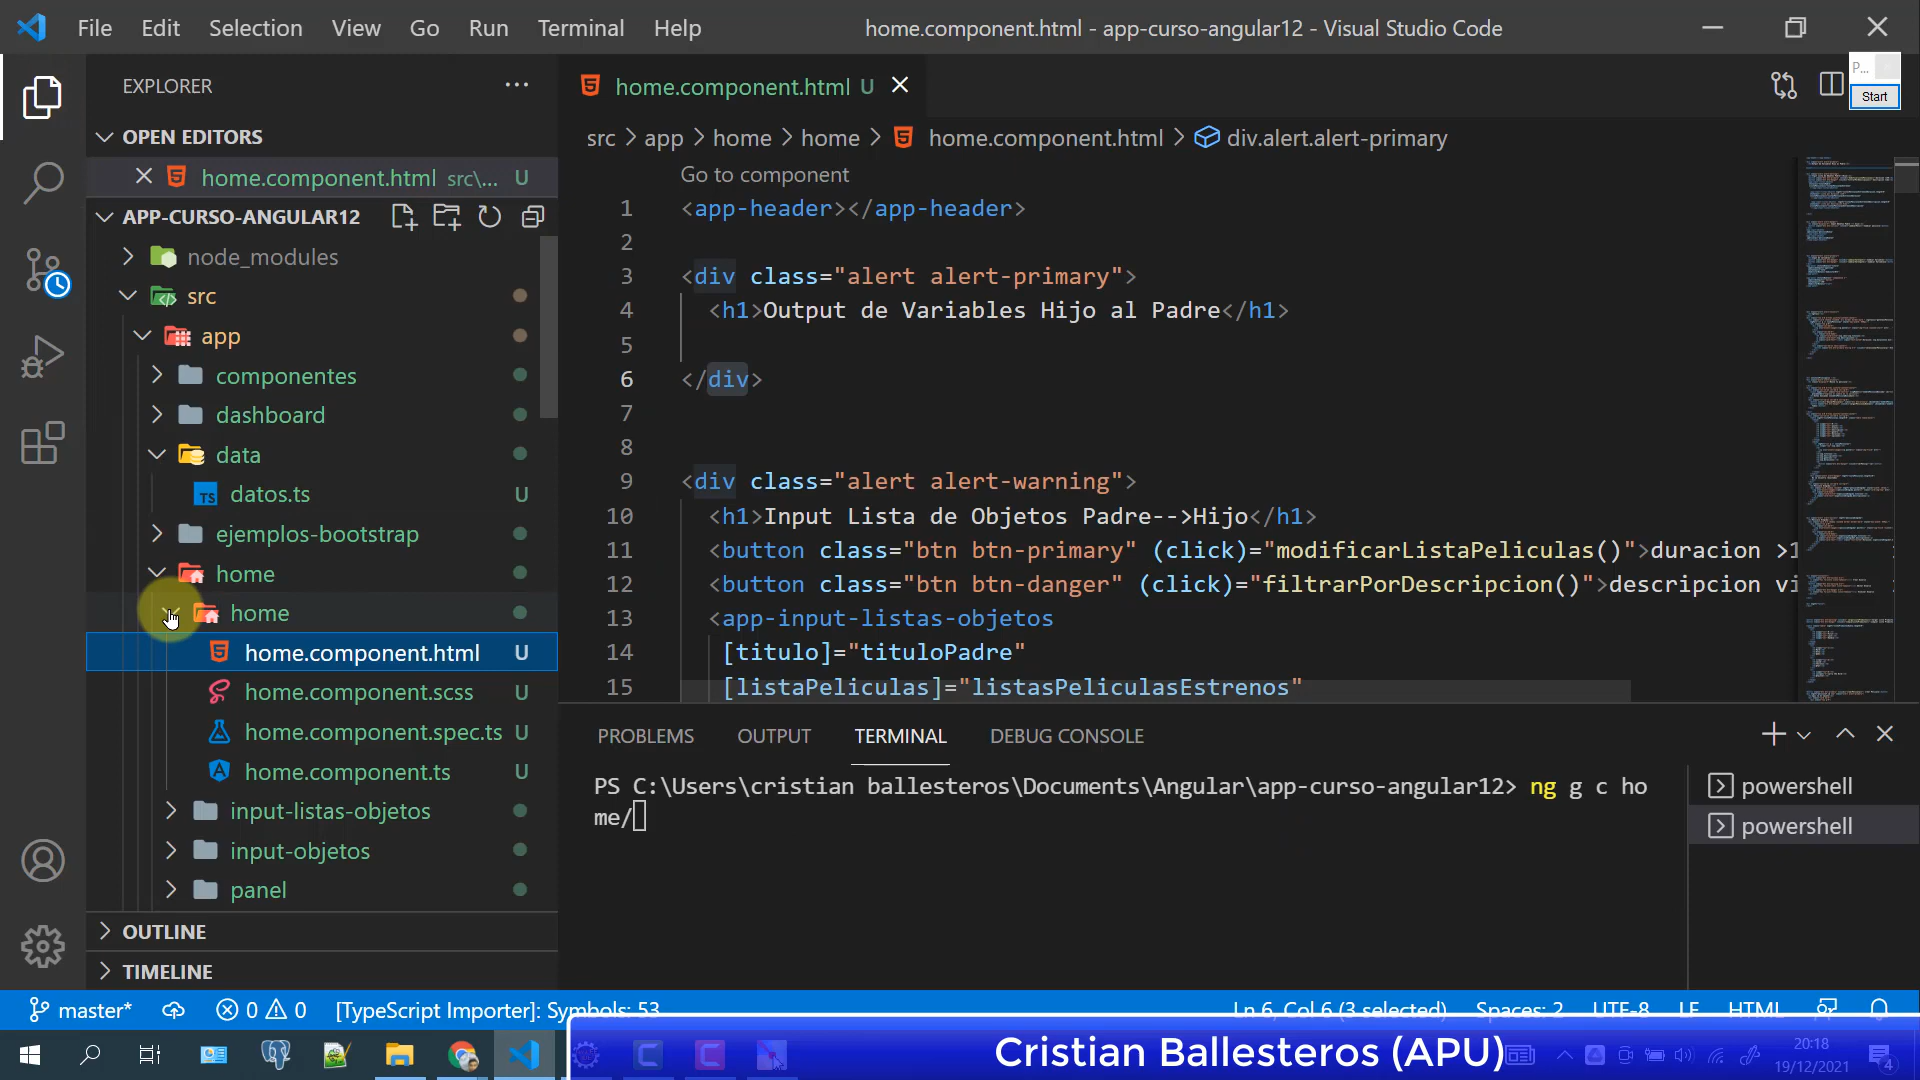 File Edit Selection View Go Run Terminal Help home.component.html - app-curso-angular12 - Visual Studio Code
EXPLORER
home.component.html U
P...
Start
OPEN EDITORS
home.component.html src\... U
APP-CURSO-ANGULAR12
node_modules
src
app
componentes
dashboard
data
datos.ts U
ejemplos-bootstrap
home
home
home.component.html U
home.component.scss U
home.component.spec.ts U
home.component.ts U
input-listas-objetos
input-objetos
panel
OUTLINE
TIMELINE
src > app > home > home > home.component.html > div.alert.alert-primary
Go to component
1 <app-header></app-header>
2
3 <div class="alert alert-primary">
4 <h1>Output de Variables Hijo al Padre</h1>
5
6 </div>
7
8
9 <div class="alert alert-warning">
10 <h1>Input Lista de Objetos Padre-->Hijo</h1>
11 <button class="btn btn-primary" (click)="modificarListaPeliculas()">duracion >1
12 <button class="btn btn-danger" (click)="filtrarPorDescripcion()">descripcion vi
13 <app-input-listas-objetos
14 [titulo]="tituloPadre"
15 [listaPeliculas]="listasPeliculasEstrenos"
PROBLEMS OUTPUT TERMINAL DEBUG CONSOLE
PS C:\Users\cristian ballesteros\Documents\Angular\app-curso-angular12> ng g c ho
me/
powershell
powershell
master* 0 0 [TypeScript Importer]: Symbols: 53 Ln 6, Col 6 (3 selected) Spaces: 2 UTF-8 LF HTML
Cristian Ballesteros (APU)
20:18
19/12/2021
4